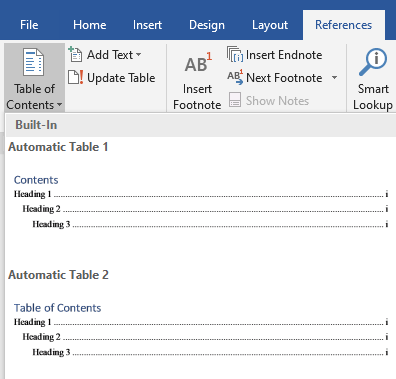 File Home Insert Design Layout References
Table of Contents
Add Text
Update Table
AB1
Insert Footnote
Insert Endnote
AB1 Next Footnote
Show Notes
Smart Lookup
Built-In
Automatic Table 1
Contents
Heading 1 i
Heading 2 i
Heading 3 i
Automatic Table 2
Table of Contents
Heading 1 i
Heading 2 i
Heading 3 i